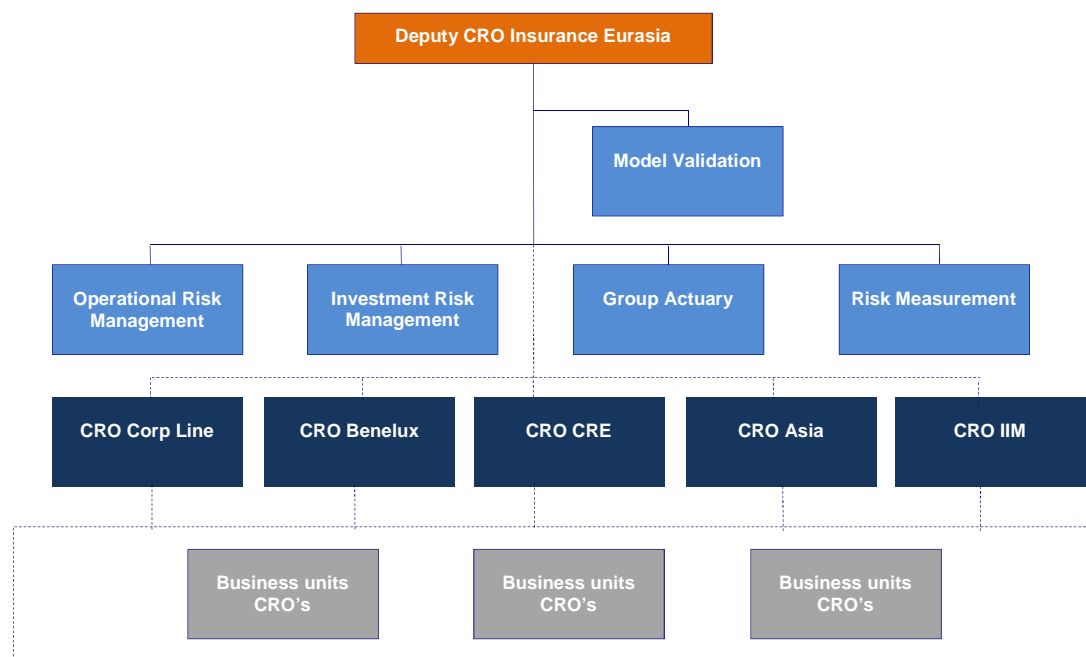 Deputy CRO Insurance Eurasia
Model Validation
Operational Risk
Management
Investment Risk
Management
Group Actuary
Risk Measurement
CRO Corp Line
CRO Benelux
CRO CRE
CRO Asia
CRO IIM
Business units
CRO’s
Business units
CRO’s
Business units
CRO’s